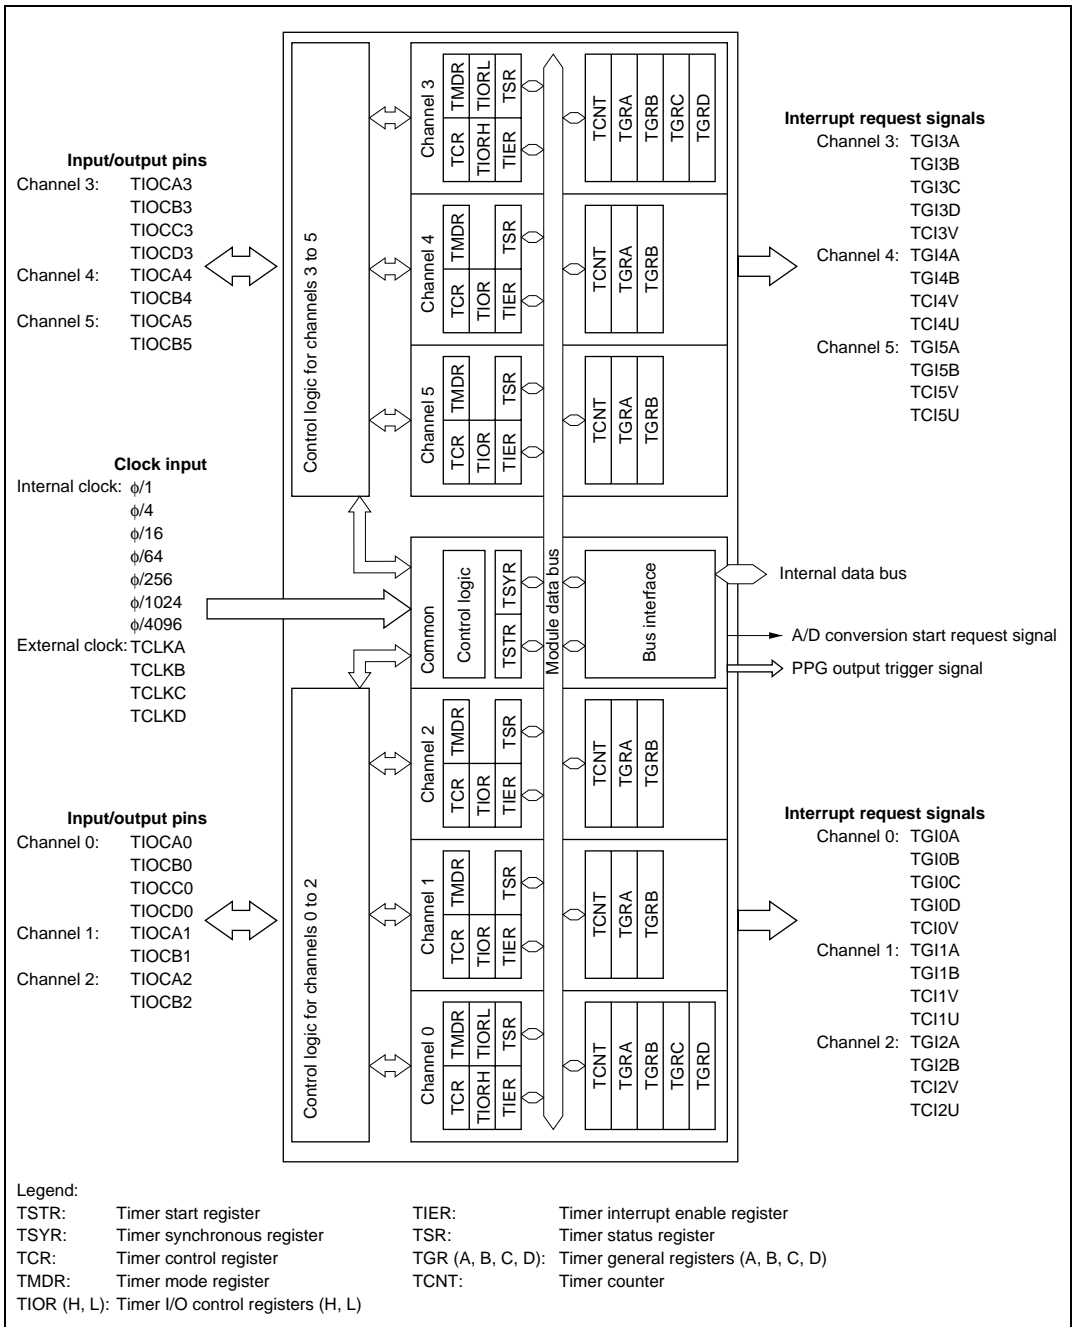 Input/output pins
Channel 3: TIOCA3
TIOCB3
TIOCC3
TIOCD3
Channel 4: TIOCA4
TIOCB4
Channel 5: TIOCA5
TIOCB5
Clock input
Internal clock: ϕ/1
ϕ/4
ϕ/16
ϕ/64
ϕ/256
ϕ/1024
ϕ/4096
External clock: TCLKA
TCLKB
TCLKC
TCLKD
Input/output pins
Channel 0: TIOCA0
TIOCB0
TIOCC0
TIOCD0
Channel 1: TIOCA1
TIOCB1
Channel 2: TIOCA2
TIOCB2
Control logic for channels 3 to 5
Control logic for channels 0 to 2
Channel 3
TCR TMDR
TIORH TIORL
TIER TSR
TCNT
TGRA
TGRB
TGRC
TGRD
Channel 4
TCR TMDR
TIOR
TIER TSR
TCNT
TGRA
TGRB
Channel 5
TCR TMDR
TIOR
TIER TSR
TCNT
TGRA
TGRB
Common
Control logic
TSTR TSYR
Module data bus
Bus interface
Channel 2
TCR TMDR
TIOR
TIER TSR
TCNT
TGRA
TGRB
Channel 1
TCR TMDR
TIOR
TIER TSR
TCNT
TGRA
TGRB
Channel 0
TCR TMDR
TIORH TIORL
TIER TSR
TCNT
TGRA
TGRB
TGRC
TGRD
Interrupt request signals
Channel 3: TGI3A
TGI3B
TGI3C
TGI3D
TCI3V
Channel 4: TGI4A
TGI4B
TCI4V
TCI4U
Channel 5: TGI5A
TGI5B
TCI5V
TCI5U
Internal data bus
A/D conversion start request signal
PPG output trigger signal
Interrupt request signals
Channel 0: TGI0A
TGI0B
TGI0C
TGI0D
TCI0V
Channel 1: TGI1A
TGI1B
TCI1V
TCI1U
Channel 2: TGI2A
TGI2B
TCI2V
TCI2U
Legend:
TSTR: Timer start register
TSYR: Timer synchronous register
TCR: Timer control register
TMDR: Timer mode register
TIOR (H, L): Timer I/O control registers (H, L)
TIER: Timer interrupt enable register
TSR: Timer status register
TGR (A, B, C, D): Timer general registers (A, B, C, D)
TCNT: Timer counter